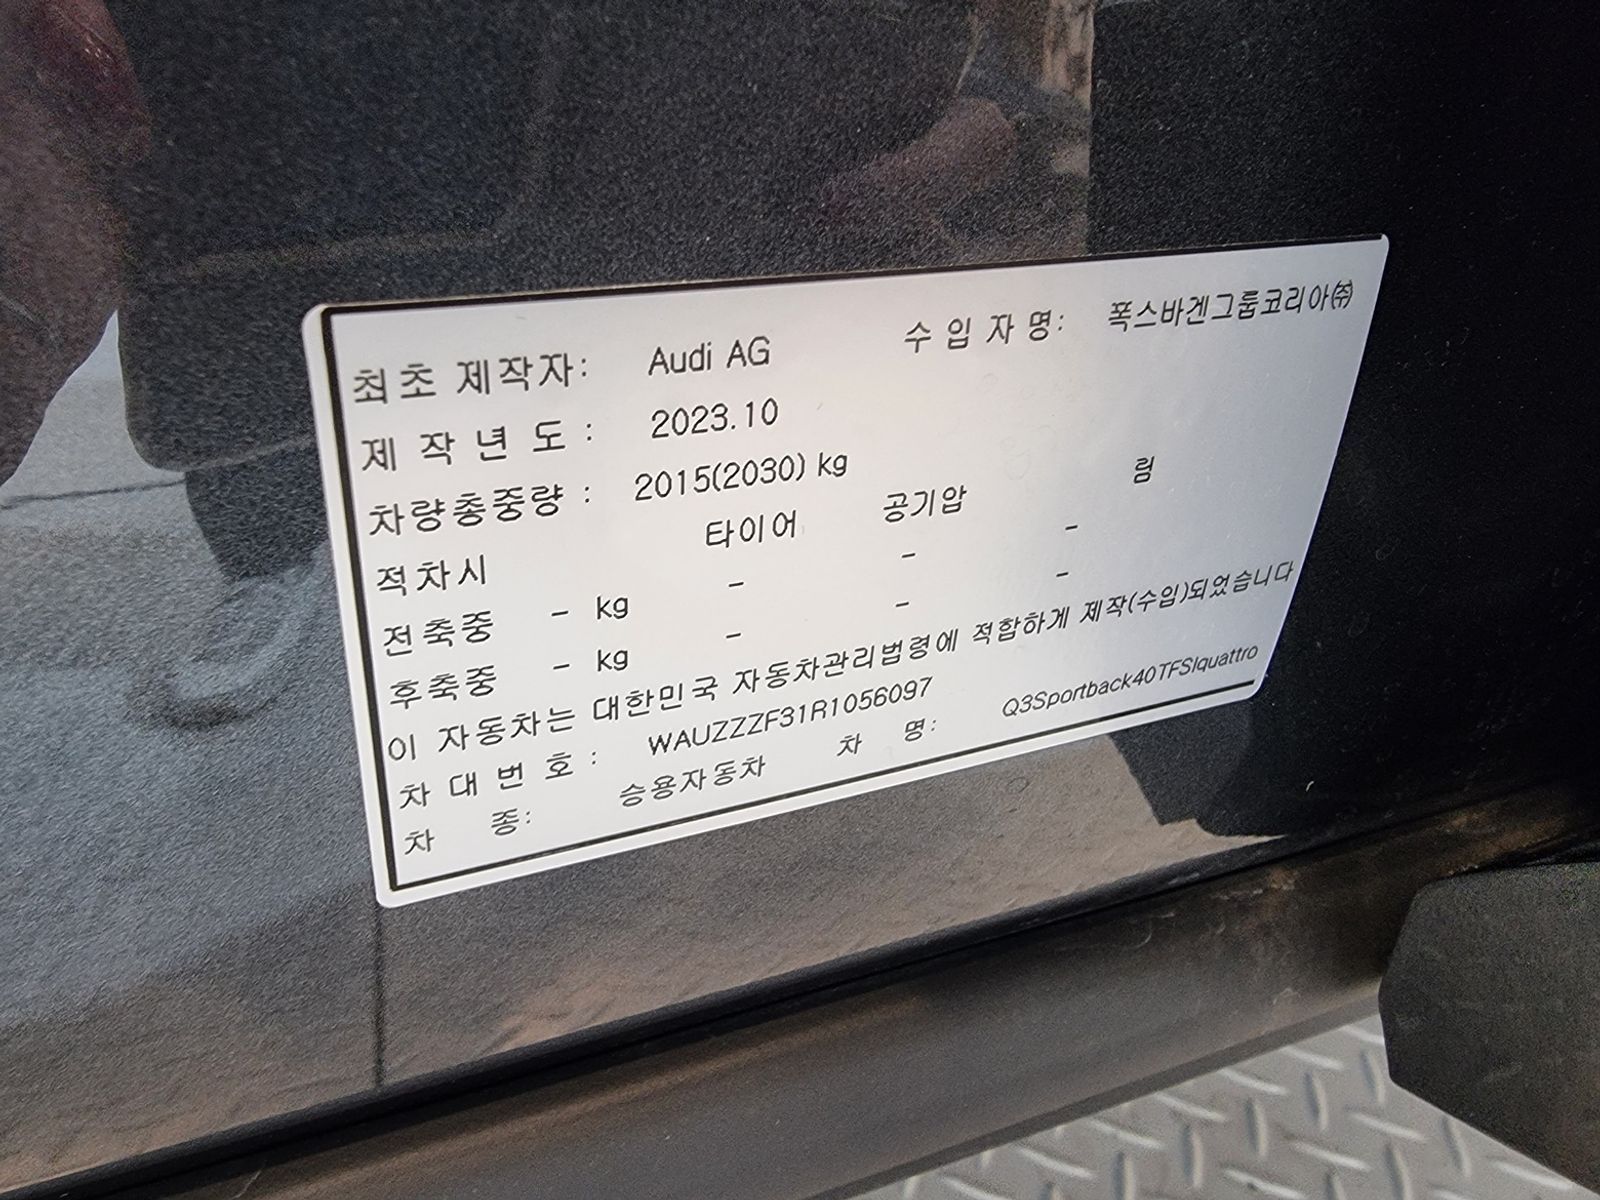 최초 제작자: Audi AG 수 입 자 명: 폭스바겐그룹코리아㈜
제 작 년 도 : 2023.10
차량총중량 : 2015(2030) kg
적차시 타이어 공기압 림
전축중 - kg - - -
후축중 - kg - - -
이 자동차는 대한민국 자동차관리법령에 적합하게 제작(수입)되었습니다
차 대 번 호 : WAUZZZF31R1056097
차 종: 승용자동차 차 명: Q3Sportback40TFSIquattro